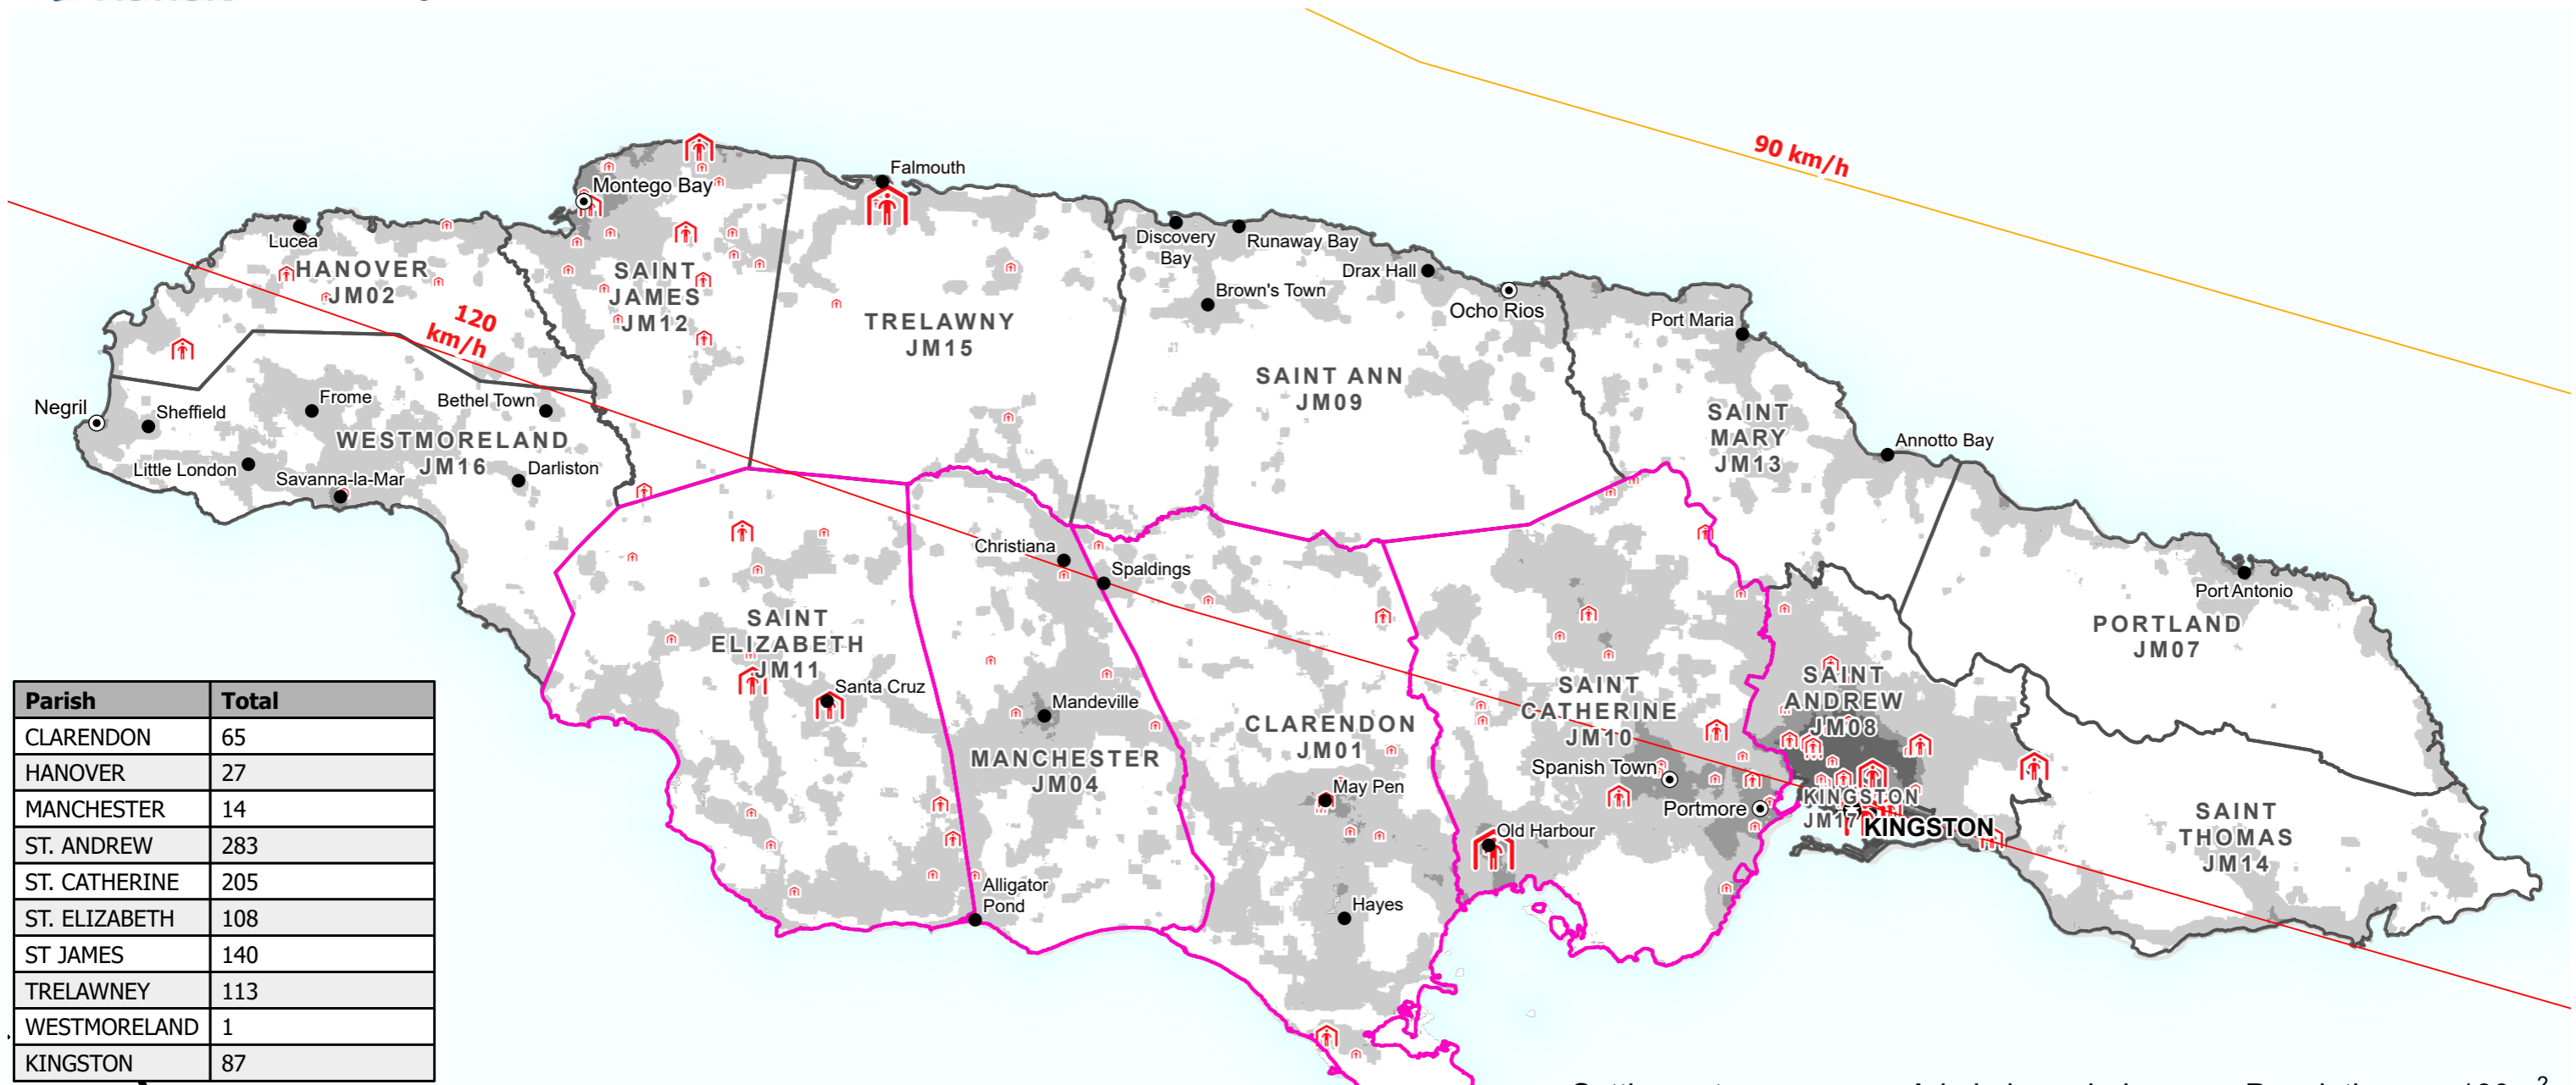 90 km/h
Falmouth
Montego Bay
Lucea
HANOVER
JM02
SAINT
JAMES
JM12
120
km/h
TRELAWNY
JM15
Discovery
Bay
Runaway Bay
Drax Hall
Brown's Town
Ocho Rios
Port Maria
SAINT ANN
JM09
SAINT
MARY
JM13
Annotto Bay
Negril
Sheffield
Frome
Bethel Town
WESTMORELAND
JM16
Little London
Savanna-la-Mar
Darliston
Christiana
Spaldings
Port Antonio
PORTLAND
JM07
SAINT
ELIZABETH
JM11
Santa Cruz
Mandeville
MANCHESTER
JM04
CLARENDON
JM01
May Pen
SAINT
CATHERINE
JM10
Spanish Town
Portmore
Old Harbour
SAINT
ANDREW
JM08
KINGSTON
JM17
KINGSTON
SAINT
THOMAS
JM14
Alligator
Pond
Hayes
Parish Total
CLARENDON 65
HANOVER 27
MANCHESTER 14
ST. ANDREW 283
ST. CATHERINE 205
ST. ELIZABETH 108
ST JAMES 140
TRELAWNEY 113
WESTMORELAND 1
KINGSTON 87